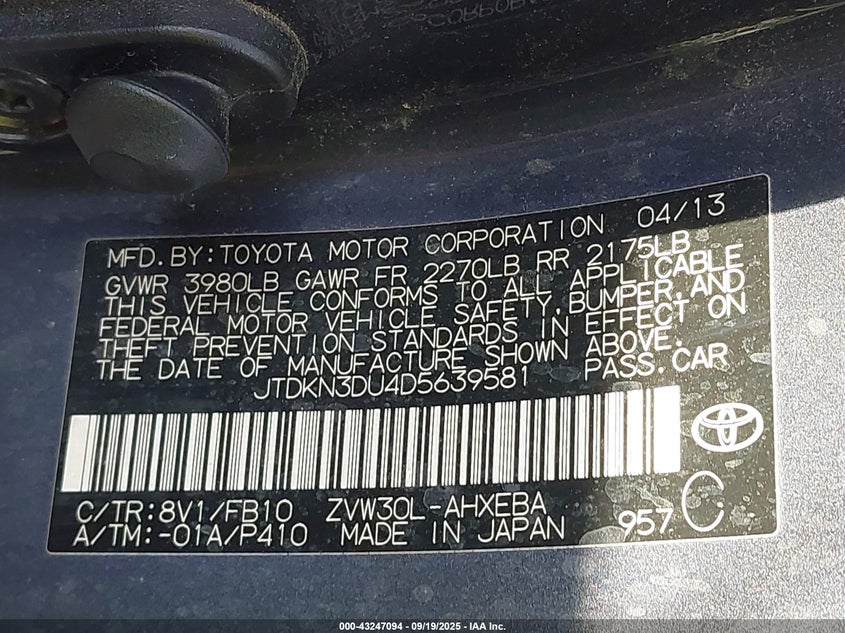 MFD. BY: TOYOTA MOTOR CORPORATION 04/13
GVWR 3980LB GAWR FR 2270LB RR 2175LB
THIS VEHICLE CONFORMS TO ALL APPLICABLE
FEDERAL MOTOR VEHICLE SAFETY, BUMPER, AND
THEFT PREVENTION STANDARDS IN EFFECT ON
THE DATE OF MANUFACTURE SHOWN ABOVE.
JTDKN3DU4D5639581 PASS. CAR
C/TR: 8V1/FB10 ZVW30L-AHXEBA
A/TM: -01A/P410 MADE IN JAPAN 957 C
000-43247094 - 09/19/2025 - IAA Inc.